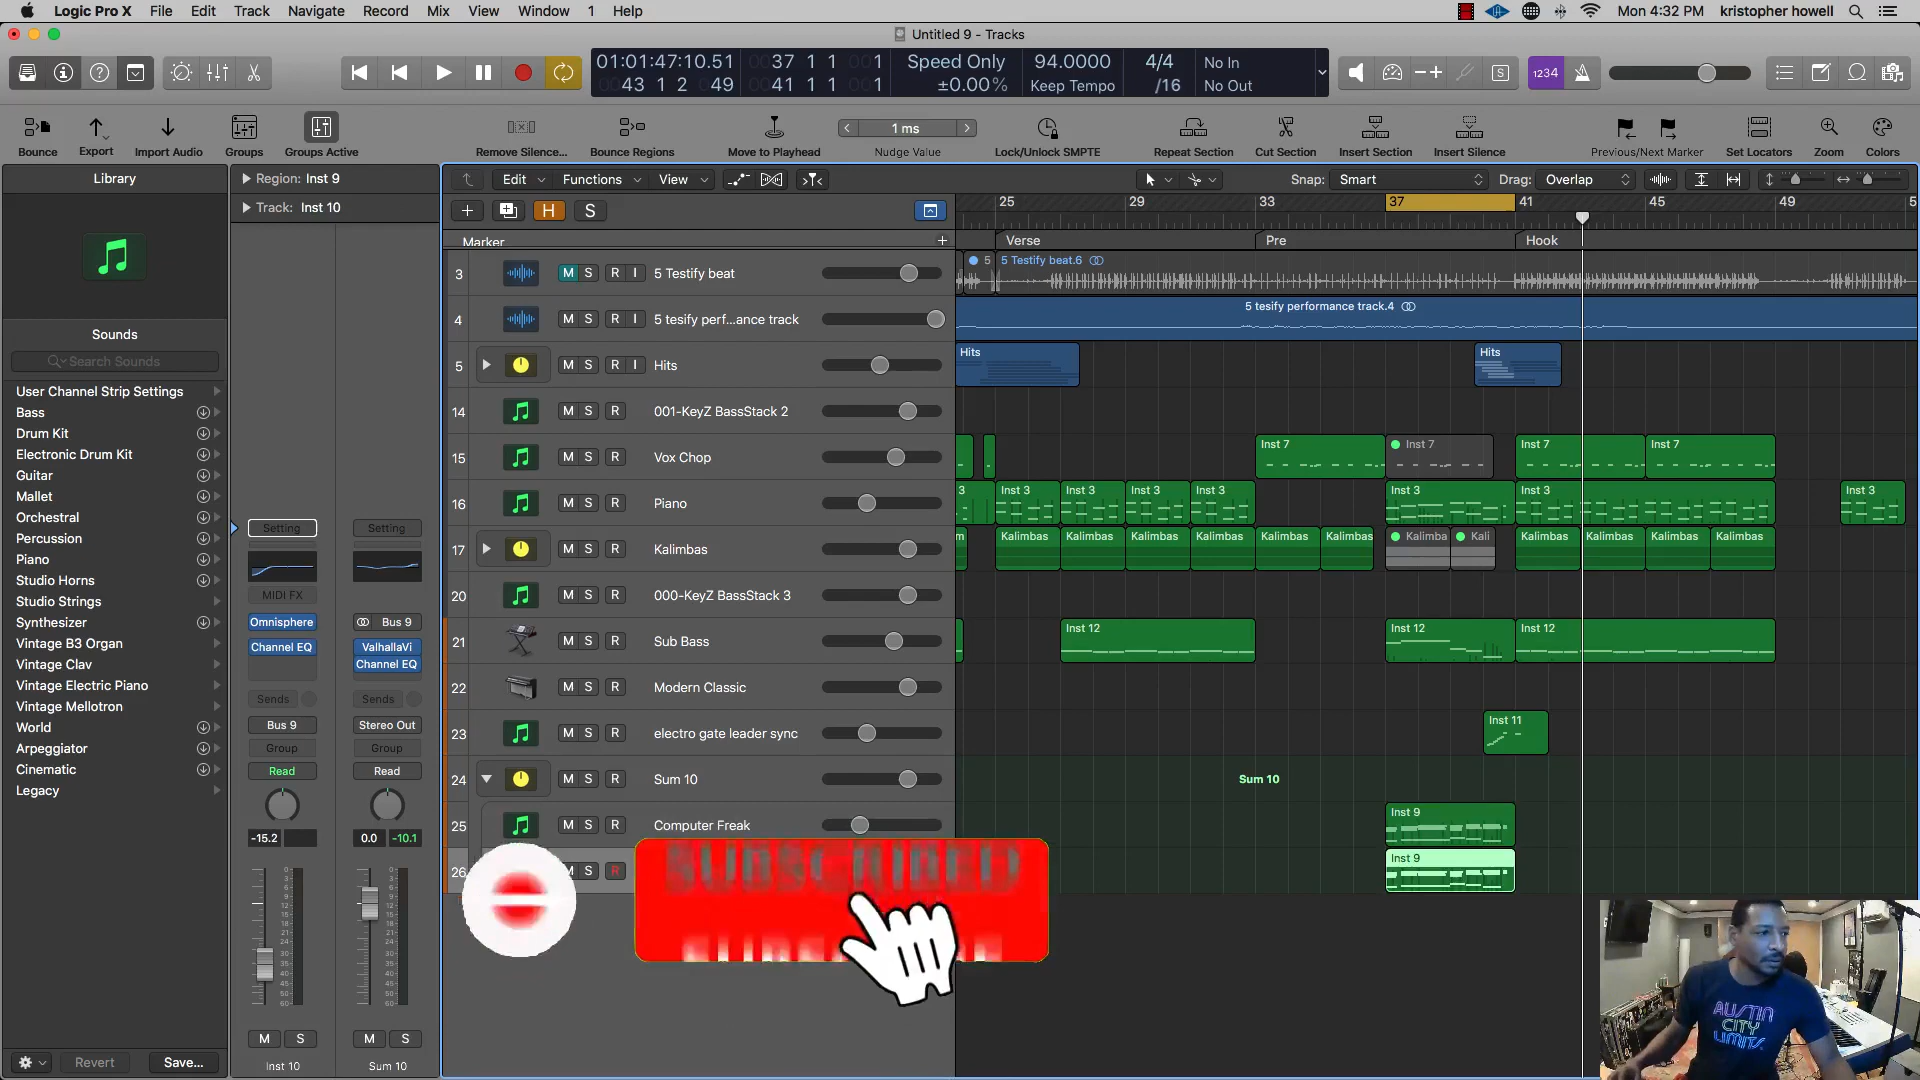 Logic Pro X File Edit Track Navigate Record Mix View Window 1 Help
Mon 4:32 PM kristopher howell
Untitled 9 - Tracks
01:01:47:10.51 0037 1 1 001 Speed Only 94.0000 4/4 No In
0043 1 2 049 0041 1 1 001 ±0.00% Keep Tempo /16 No Out
S 1234
Bounce Export Import Audio Groups Groups Active Remove Silence... Bounce Regions Move to Playhead 1 ms Nudge Value Lock/Unlock SMPTE Repeat Section Cut Section Insert Section Insert Silence Previous/Next Marker Set Locators Zoom Colors
Library Region: Inst 9 Edit Functions View Snap: Smart Drag: Overlap
Track: Inst 10 H S 25 29 33 37 41 45 49 5
Marker Verse Pre Hook
3 M S R I 5 Testify beat 5 5 Testify beat.6
4 M S R I 5 tesify perf...ance track 5 tesify performance track.4
5 M S R I Hits Hits Hits
14 M S R 001-KeyZ BassStack 2
15 M S R Vox Chop Inst 7 Inst 7 Inst 7 Inst 7
16 M S R Piano 3 Inst 3 Inst 3 Inst 3 Inst 3 Inst 3 Inst 3 Inst 3
17 M S R Kalimbas m Kalimbas Kalimbas Kalimbas Kalimbas Kalimbas Kalimbas Kalimba Kali Kalimbas Kalimbas Kalimbas Kalimbas
20 M S R 000-KeyZ BassStack 3
21 M S R Sub Bass Inst 12 Inst 12 Inst 12
22 M S R Modern Classic
23 M S R electro gate leader sync Inst 11
24 M S R Sum 10 Sum 10
25 M S R Computer Freak Inst 9
26 S R Inst 9
SUBSCRIBED
Sounds
Search Sounds
User Channel Strip Settings
Bass
Drum Kit
Electronic Drum Kit
Guitar
Mallet
Orchestral
Percussion
Piano
Studio Horns
Studio Strings
Synthesizer
Vintage B3 Organ
Vintage Clav
Vintage Electric Piano
Vintage Mellotron
World
Arpeggiator
Cinematic
Legacy
Revert Save...
Setting Setting
MIDI FX
Omnisphere Bus 9
Channel EQ ValhallaVi
Channel EQ
Sends Sends
Bus 9 Stereo Out
Group Group
Read Read
-15.2 0.0 -10.1
M S M S
Inst 10 Sum 10
AUSTIN
CITY
LIMITS